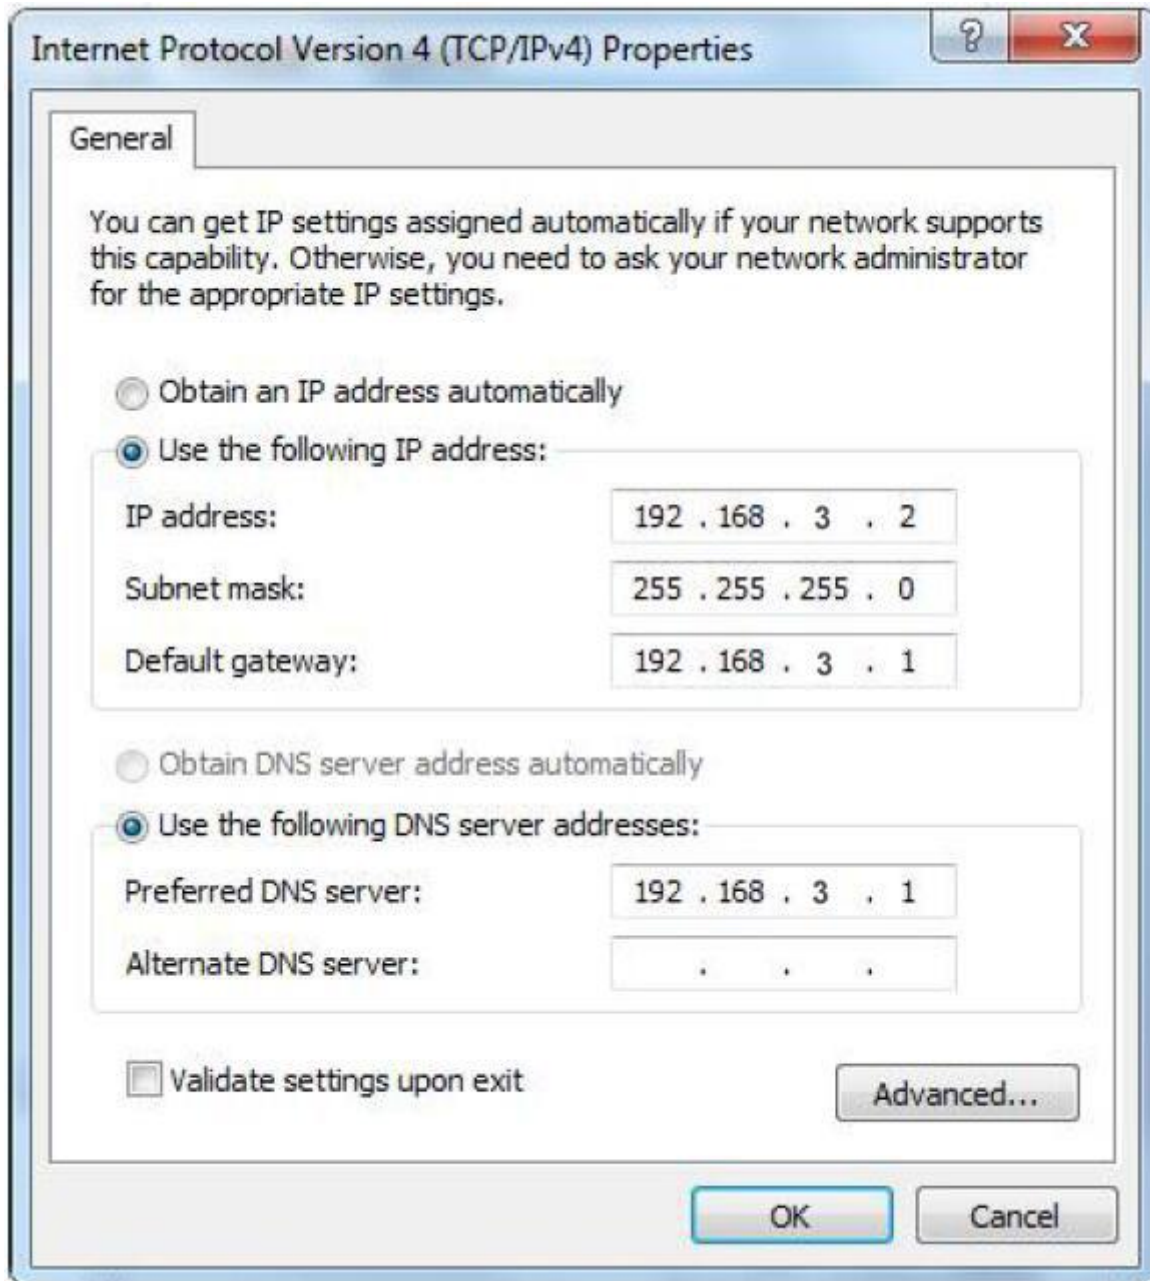 Internet Protocol Version 4 (TCP/IPv4) Properties
?
X
General
You can get IP settings assigned automatically if your network supports
this capability. Otherwise, you need to ask your network administrator
for the appropriate IP settings.
Obtain an IP address automatically
Use the following IP address:
IP address: 192 . 168 . 3 . 2
Subnet mask: 255 . 255 . 255 . 0
Default gateway: 192 . 168 . 3 . 1
Obtain DNS server address automatically
Use the following DNS server addresses:
Preferred DNS server: 192 . 168 . 3 . 1
Alternate DNS server: . . .
Validate settings upon exit
Advanced...
OK Cancel